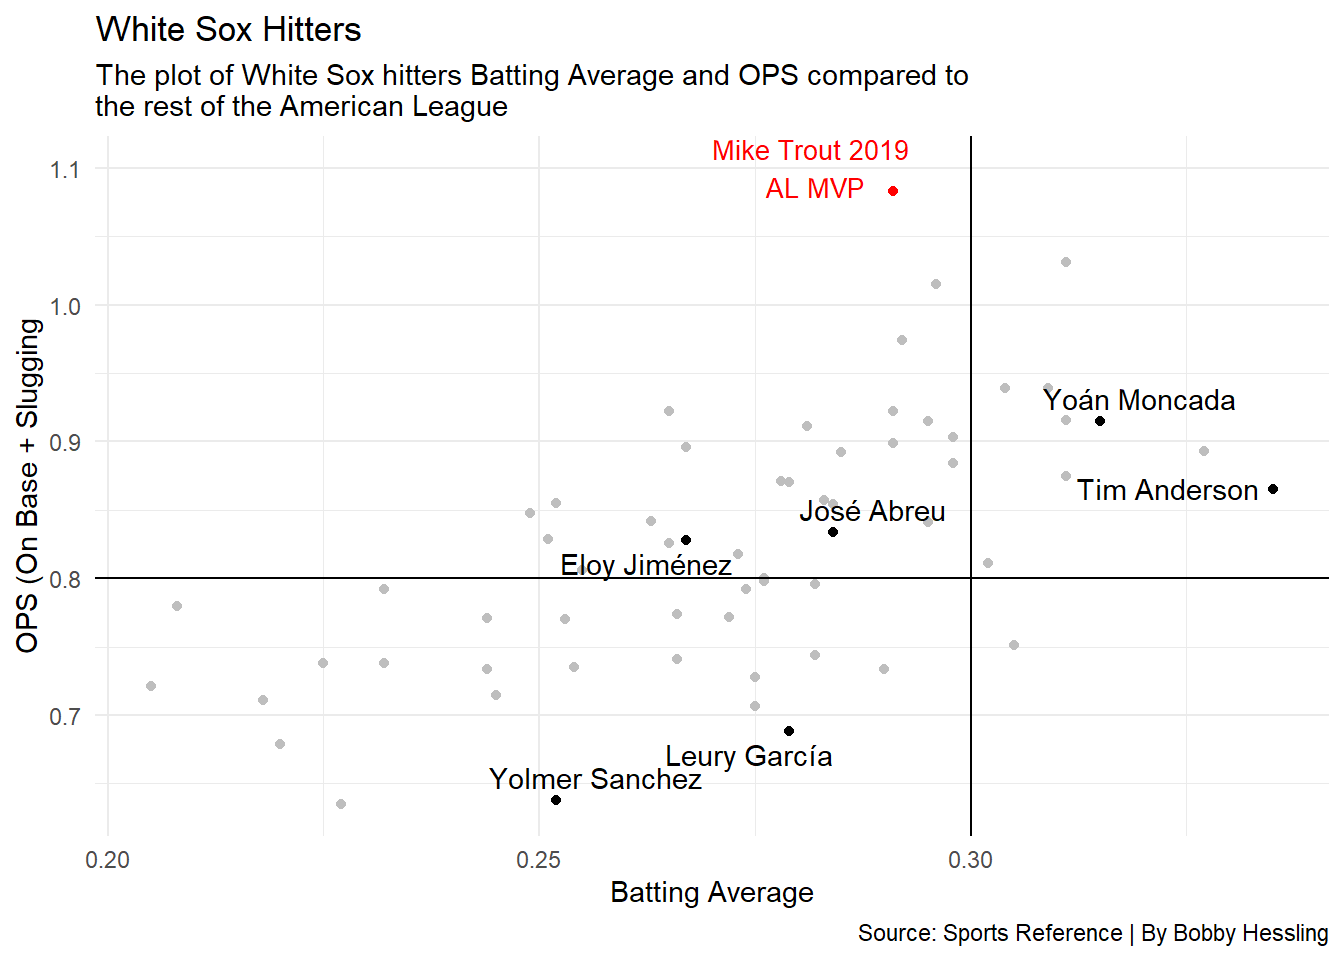 White Sox Hitters
The plot of White Sox hitters Batting Average and OPS compared to
the rest of the American League
Mike Trout 2019
AL MVP
1.1
1.0
0.9
0.8
0.7
OPS (On Base + Slugging
Yoán Moncada
Tim Anderson
José Abreu
Eloy Jiménez
Leury García
Yolmer Sanchez
0.20
0.25
0.30
Batting Average
Source: Sports Reference | By Bobby Hessling